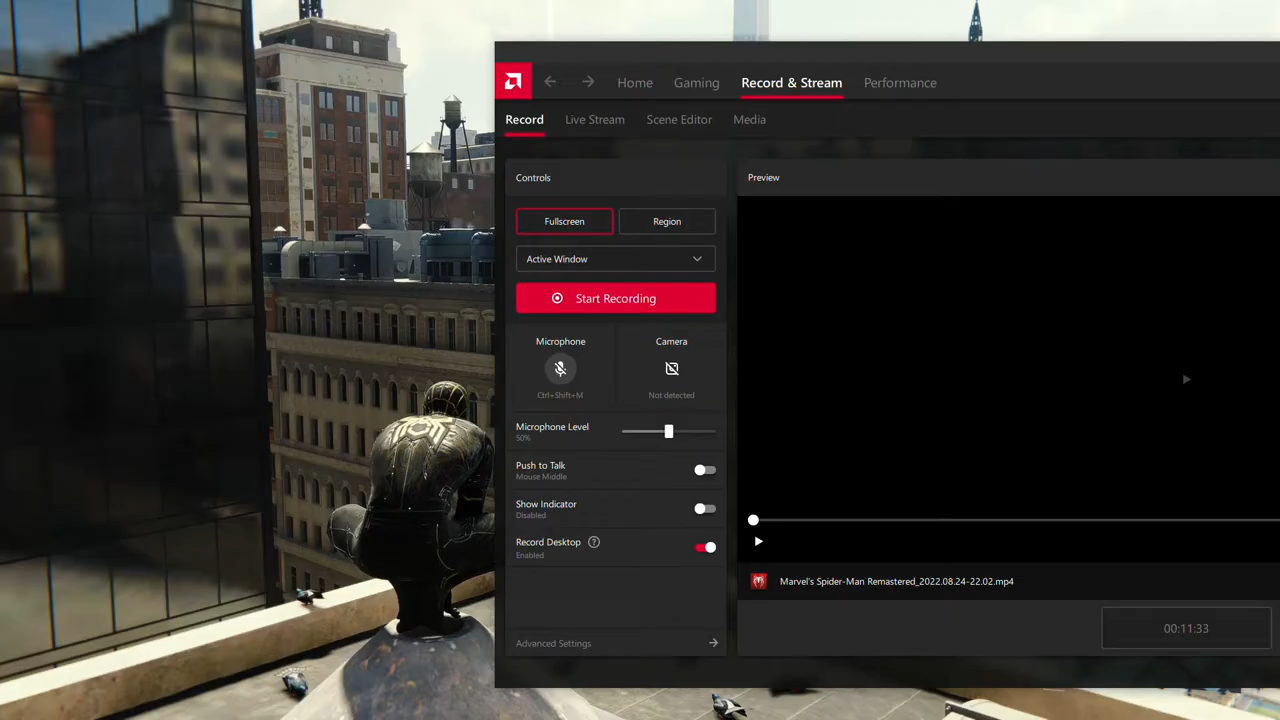 Home Gaming Record & Stream Performance
Record Live Stream Scene Editor Media
Controls
Fullscreen Region
Active Window
Start Recording
Microphone Camera
Ctrl+Shift+M Not detected
Microphone Level
50%
Push to Talk
Mouse Middle
Show Indicator
Disabled
Record Desktop ?
Enabled
Advanced Settings
Preview
Marvel's Spider-Man Remastered_2022.08.24-22.02.mp4
00:11:33